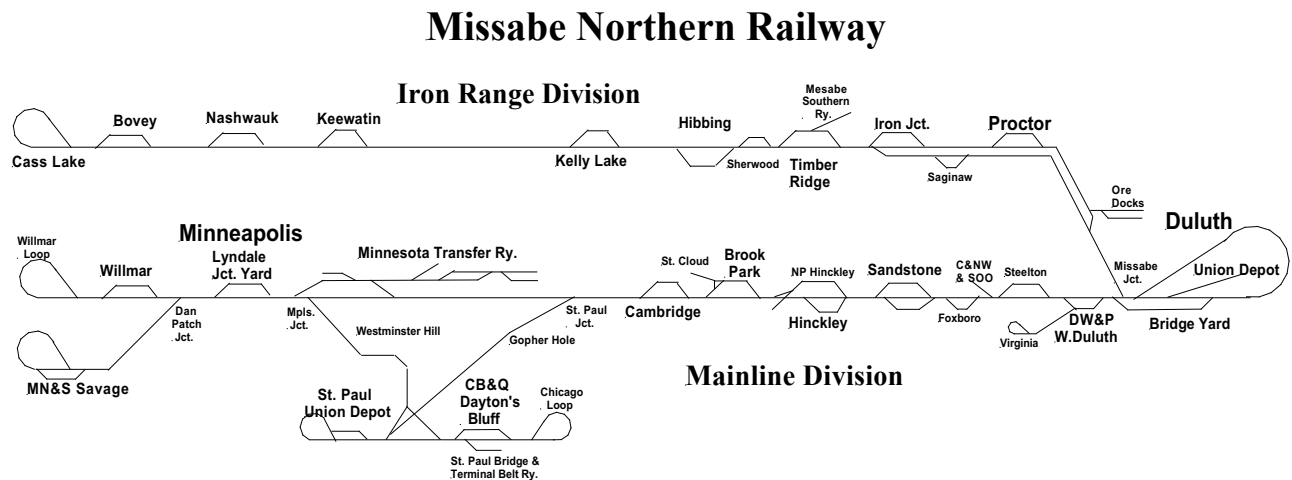 Missabe Northern Railway
Iron Range Division
Mesabe
Southern
Ry.
Bovey
Nashwauk
Keewatin
Hibbing
Iron Jct.
Proctor
Cass Lake
Kelly Lake
Sherwood
Timber
Ridge
Saginaw
Ore
Docks
Duluth
Willmar
Loop
Minneapolis
Willmar
Lyndale
Jct. Yard
Minnesota Transfer Ry.
St. Cloud
Brook
Park
NP Hinckley
Sandstone
C&NW
& SOO
Steelton
Missabe
Jct.
Union Depot
Dan
Patch
Jct.
Mpls.
Jct.
Westminster Hill
St. Paul
Jct.
Gopher Hole
Cambridge
Hinckley
Foxboro
Virginia
DW&P
W.Duluth
Bridge Yard
MN&S Savage
Mainline Division
St. Paul
Union Depot
CB&Q
Dayton's
Bluff
Chicago
Loop
St. Paul Bridge &
Terminal Belt Ry.